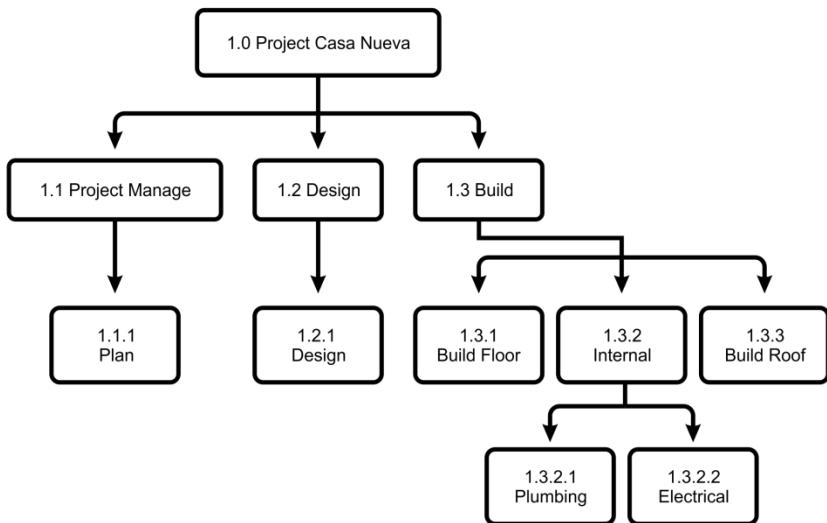 1.0 Project Casa Nueva
1.1 Project Manage
1.2 Design
1.3 Build
1.1.1
Plan
1.2.1
Design
1.3.1
Build Floor
1.3.2
Internal
1.3.3
Build Roof
1.3.2.1
Plumbing
1.3.2.2
Electrical